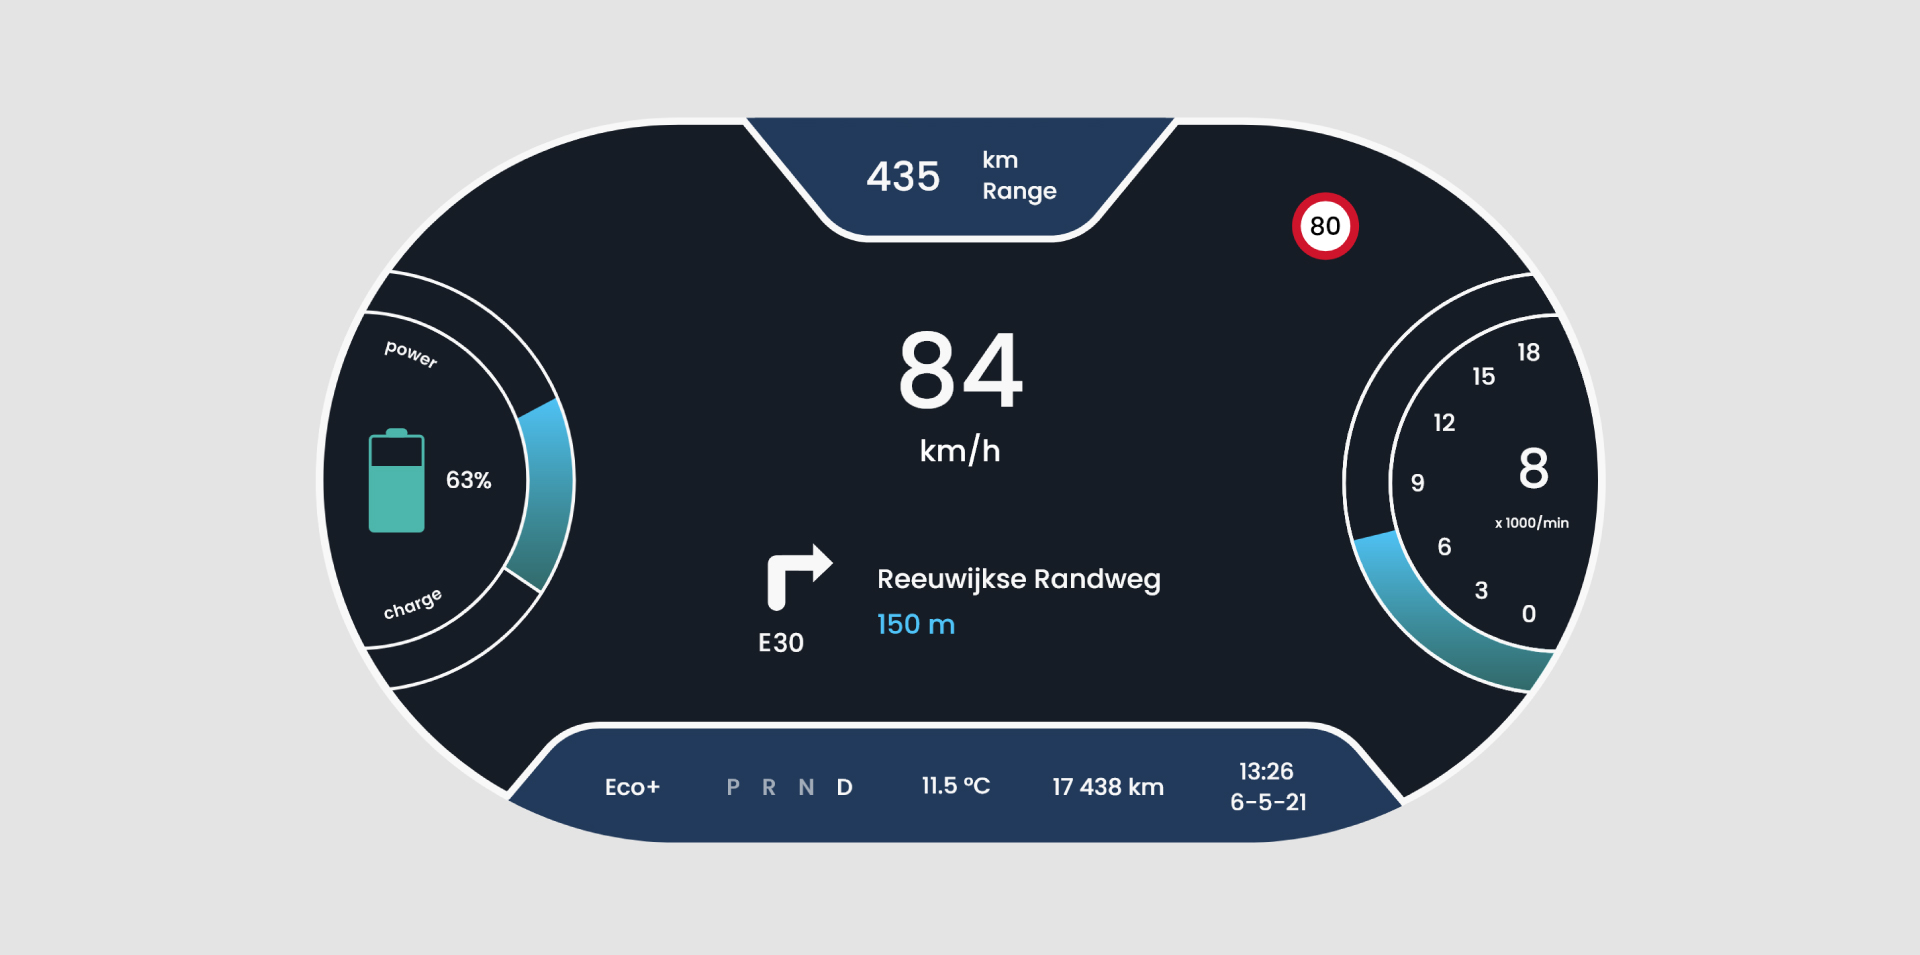 435 km
Range
80
84
km/h
power
63%
charge
18
15
12
9
6
3
0
8
x 1000/min
E30
Reeuwijkse Randweg
150 m
Eco+
P R N D
11.5 ºC
17 438 km
13:26
6-5-21